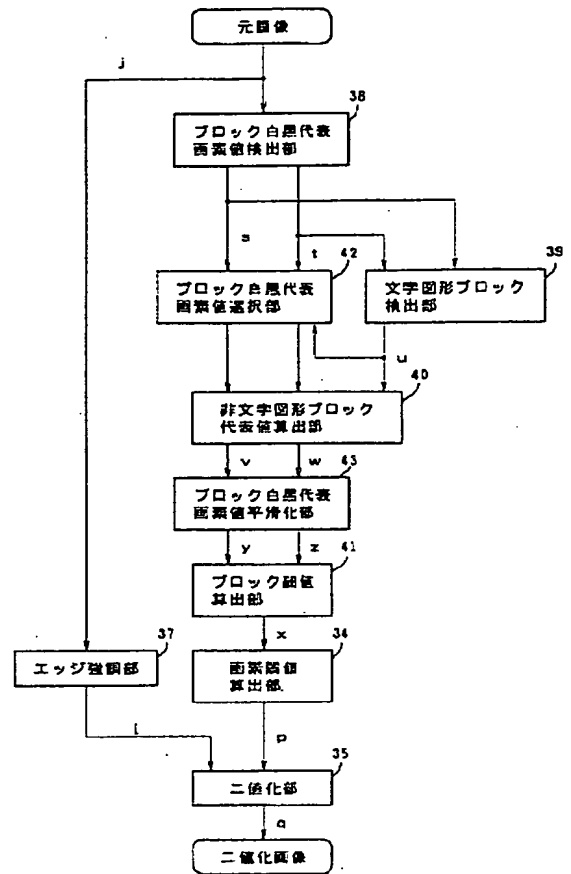 元画像
j
38
ブロック白黒代表
画素値検出部
s
t
42
39
ブロック白黒代表
画素値選択部
文字図形ブロック
検出部
u
40
非文字図形ブロック
代表値算出部
v
w
43
ブロック白黒代表
画素値平滑化部
y
z
41
ブロック閾値
算出部
x
37
34
エッジ強調部
画素閾値
算出部
l
p
35
二値化部
q
二値化画像